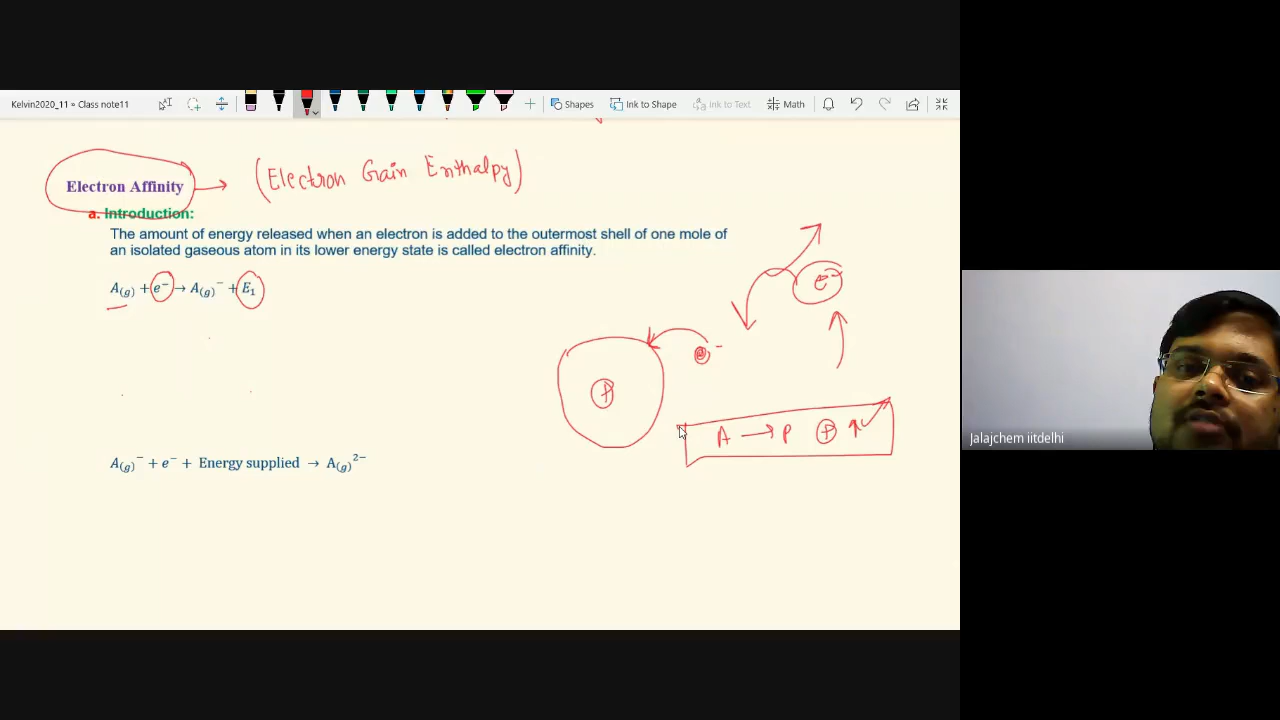 Kelvin2020_11 » Class note11
Shapes
Ink to Shape
Ink to Text
Math
Electron Affinity → (Electron Gain Enthalpy)
a. Introduction:
The amount of energy released when an electron is added to the outermost shell of one mole of
an isolated gaseous atom in its lower energy state is called electron affinity.
A(g) + e⁻ → A(g)⁻ + E₁
e⁻
A → P
A(g)⁻ + e⁻ + Energy supplied → A(g)²⁻
Jalajchem iitdelhi